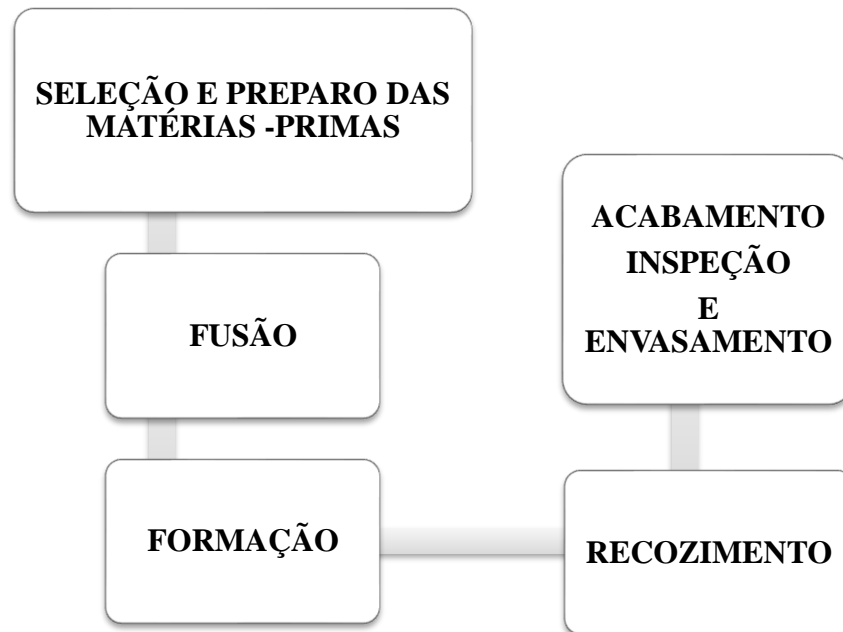 SELEÇÃO E PREPARO DAS
MATÉRIAS -PRIMAS
FUSÃO
FORMAÇÃO
RECOZIMENTO
ACABAMENTO
INSPEÇÃO
E
ENVASAMENTO